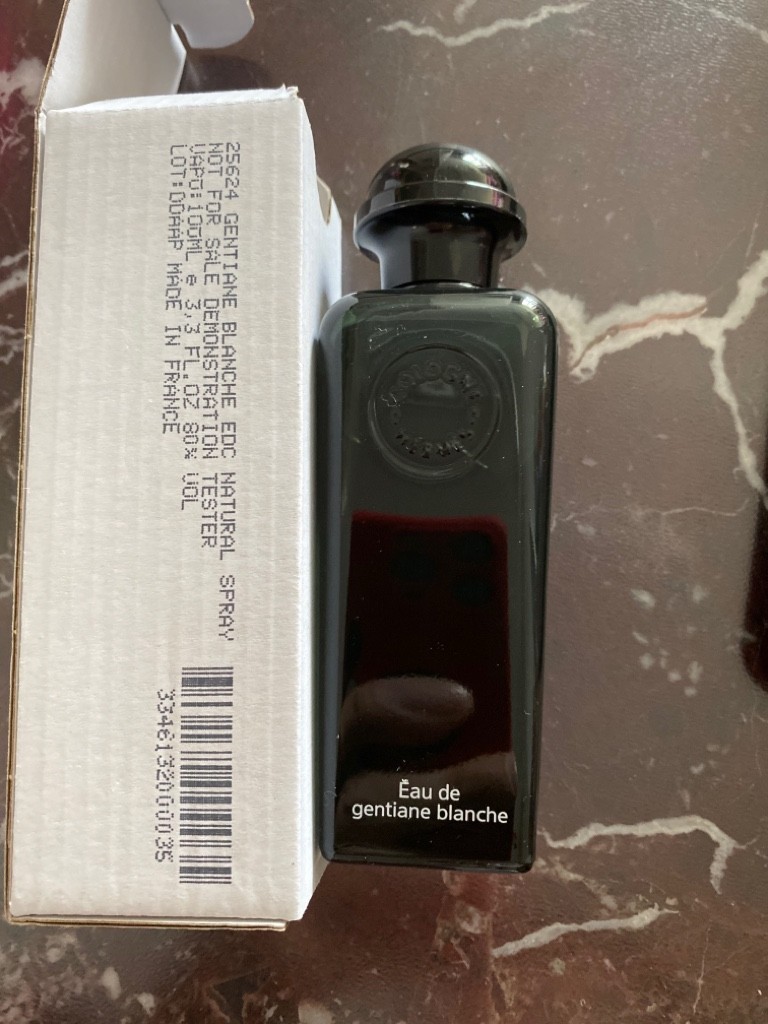 25624 GENTIANE BLANCHE EDC NATURAL SPRAY
NOT FOR SALE DEMONSTRATION TESTER
VAPO:100ML e 3,3 FL.OZ 80% VOL
LOT:DDAAP MADE IN FRANCE
3346132000035
Eau de
gentiane blanche